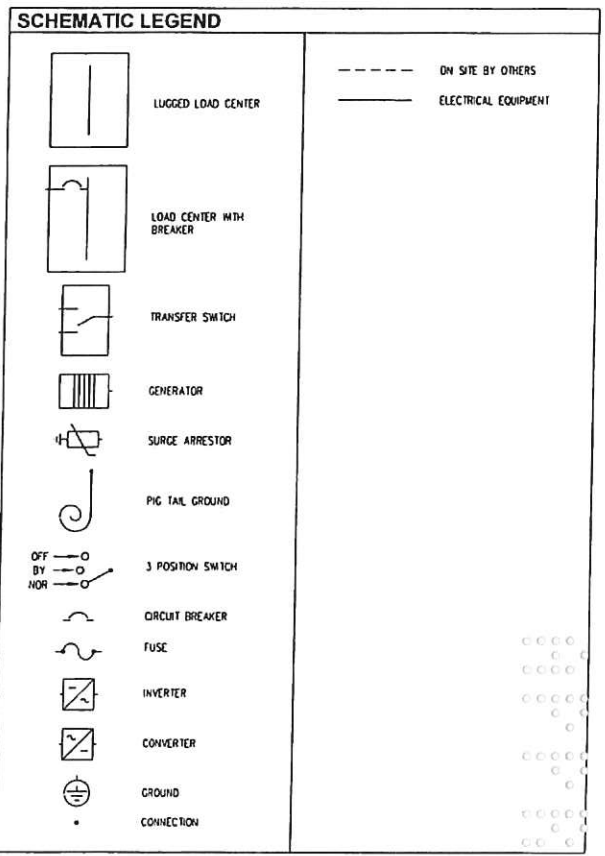 SCHEMATIC LEGEND
LUGGED LOAD CENTER
LOAD CENTER WITH
BREAKER
TRANSFER SWITCH
GENERATOR
SURGE ARRESTOR
PIG TAIL GROUND
OFF
BY
NOR
3 POSITION SWITCH
CIRCUIT BREAKER
FUSE
INVERTER
CONVERTER
GROUND
CONNECTION
ON SITE BY OTHERS
ELECTRICAL EQUIPMENT